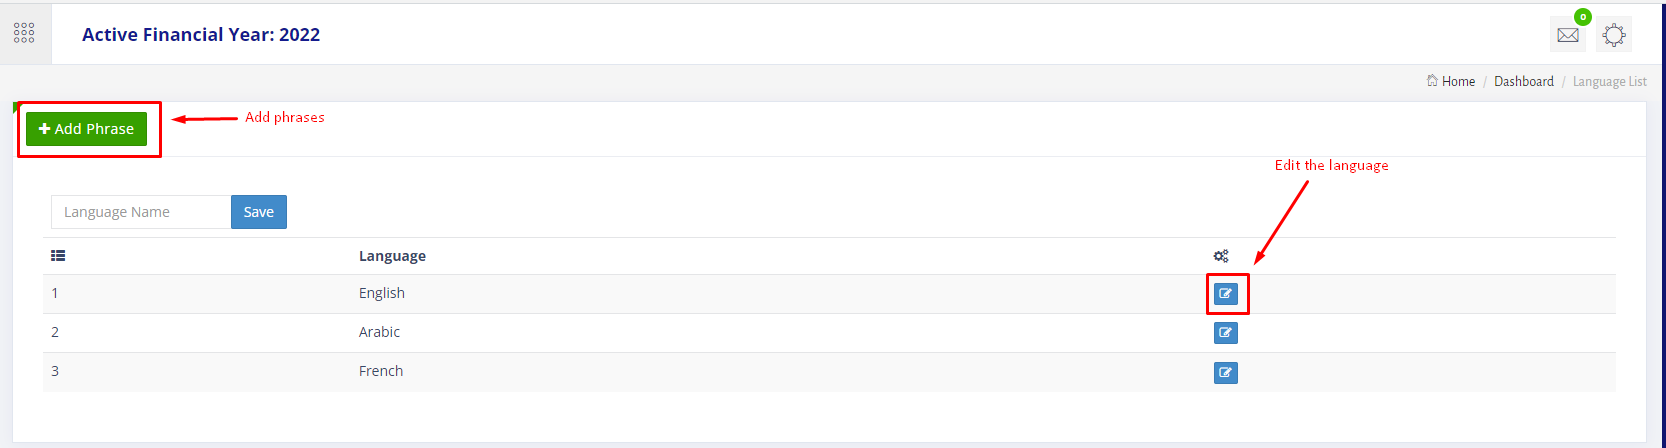 Active Financial Year: 2022
0
Home / Dashboard / Language List
Add Phrase
Add phrases
Edit the language
Language Name
Save
Language
1 English
2 Arabic
3 French